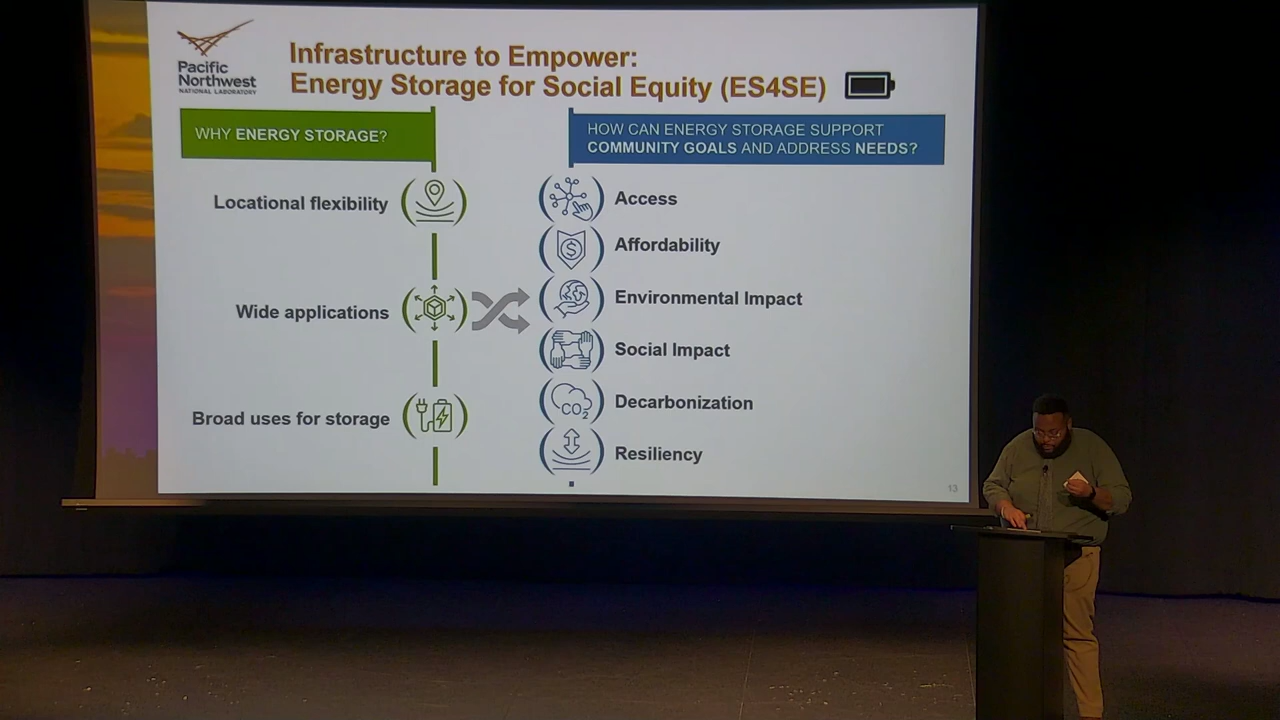 Pacific
Northwest
NATIONAL LABORATORY
Infrastructure to Empower:
Energy Storage for Social Equity (ES4SE)
WHY ENERGY STORAGE?
Locational flexibility
Wide applications
Broad uses for storage
HOW CAN ENERGY STORAGE SUPPORT
COMMUNITY GOALS AND ADDRESS NEEDS?
Access
$
Affordability
Environmental Impact
Social Impact
CO2
Decarbonization
Resiliency
13